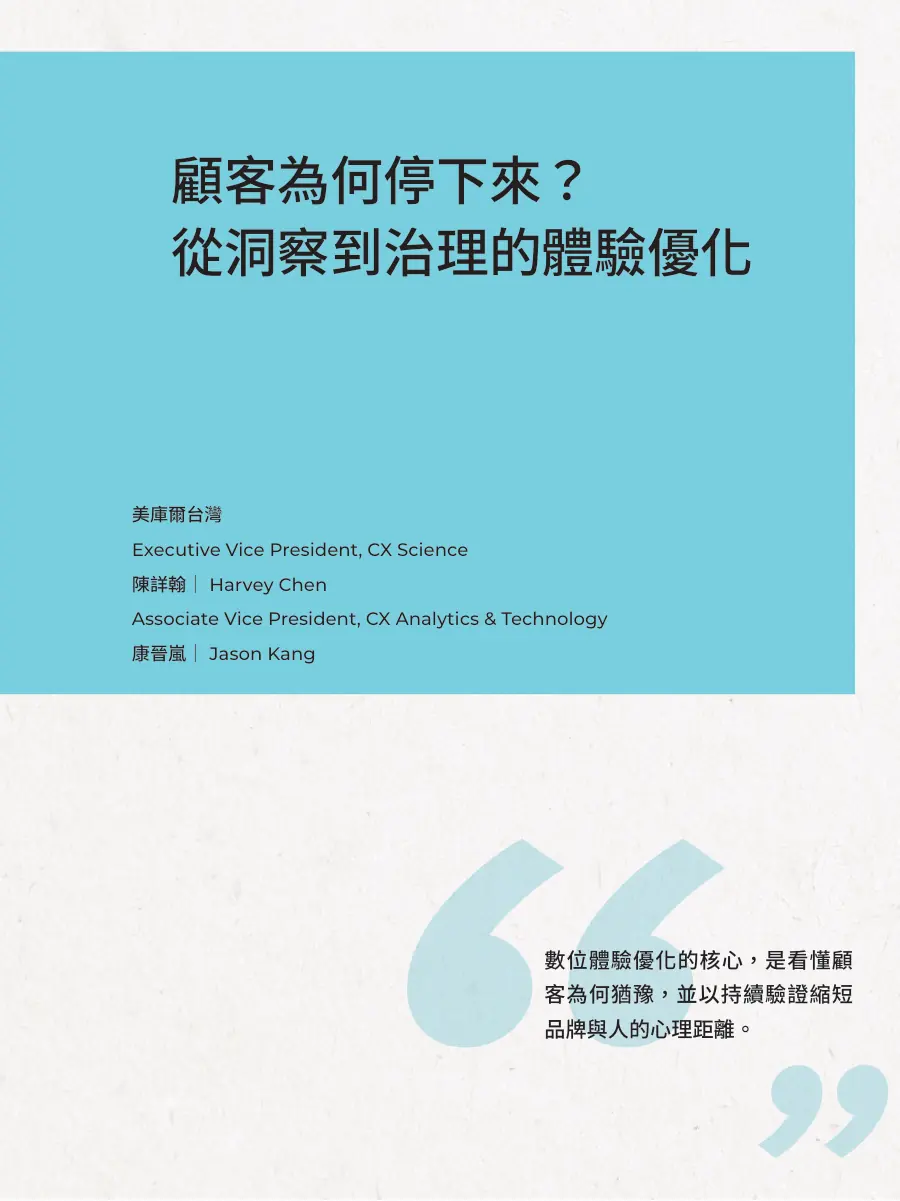 顧客為何停下來？
從洞察到治理的體驗優化
美庫爾台灣
Executive Vice President, CX Science
陳詳翰｜ Harvey Chen
Associate Vice President, CX Analytics & Technology
康晉嵐｜ Jason Kang
數位體驗優化的核心，是看懂顧
客為何猶豫，並以持續驗證縮短
品牌與人的心理距離。